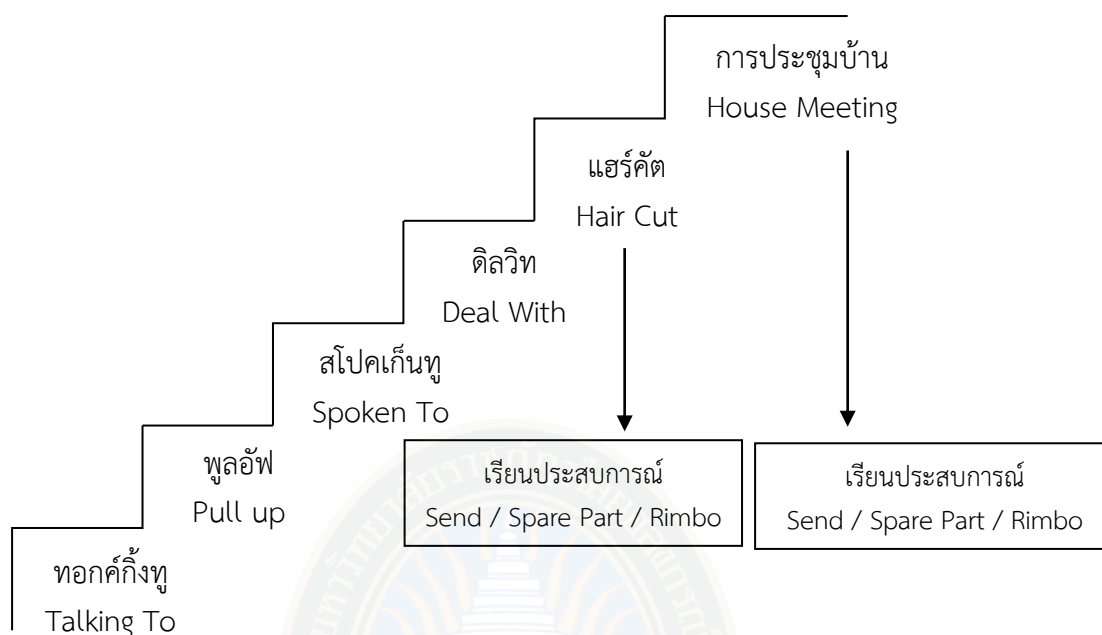 การประชุมบ้าน
House Meeting
แฮร์คัต
Hair Cut
ดิลวิท
Deal With
สโปคเก็นทู
Spoken To
พูลอัฟ
Pull up
ทอกค์กิ้งทู
Talking To
เรียนประสบการณ์
Send / Spare Part / Rimbo
เรียนประสบการณ์
Send / Spare Part / Rimbo